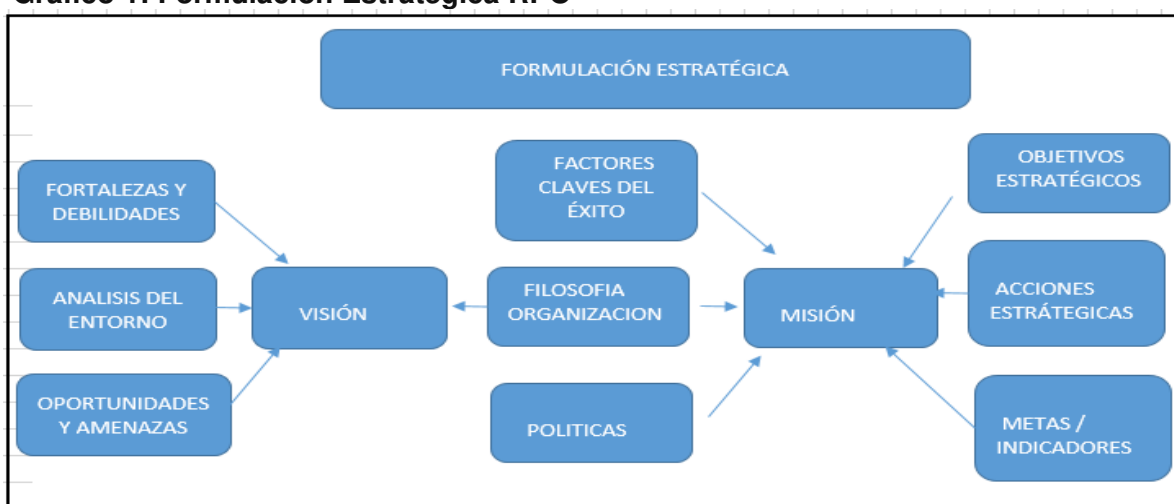 FORMULACIÓN ESTRATÉGICA
FORTALEZAS Y
DEBILIDADES
ANALISIS DEL
ENTORNO
OPORTUNIDADES
Y AMENAZAS
VISIÓN
FACTORES
CLAVES DEL
ÉXITO
FILOSOFIA
ORGANIZACION
POLITICAS
MISIÓN
OBJETIVOS
ESTRATÉGICOS
ACCIONES
ESTRÁTEGICAS
METAS /
INDICADORES